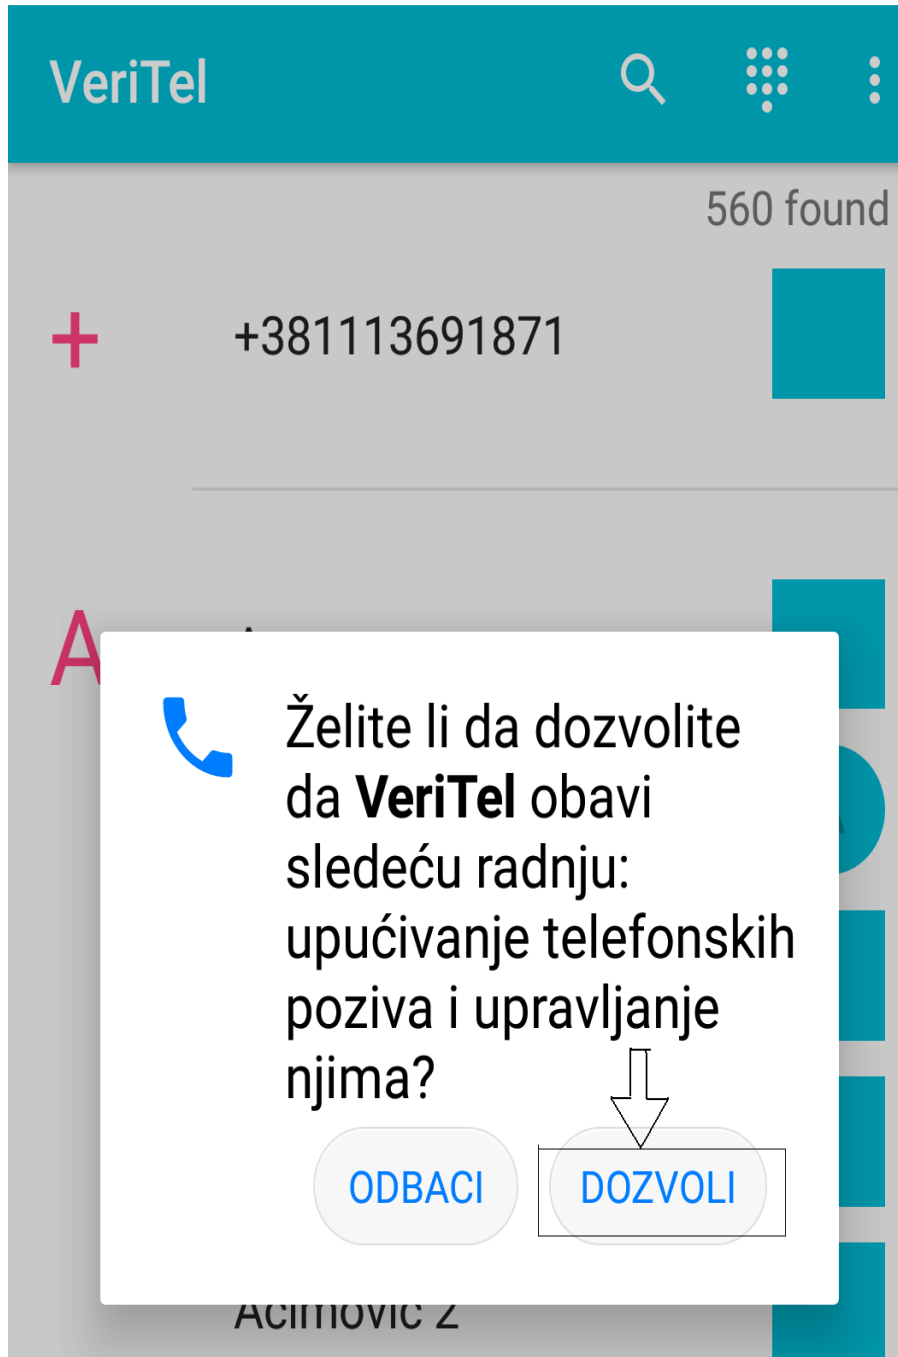 VeriTel
560 found
+
+381113691871
A
Želite li da dozvolite
da VeriTel obavi
sledeću radnju:
upućivanje telefonskih
poziva i upravljanje
njima?
ODBACI
DOZVOLI
Acimovic 2